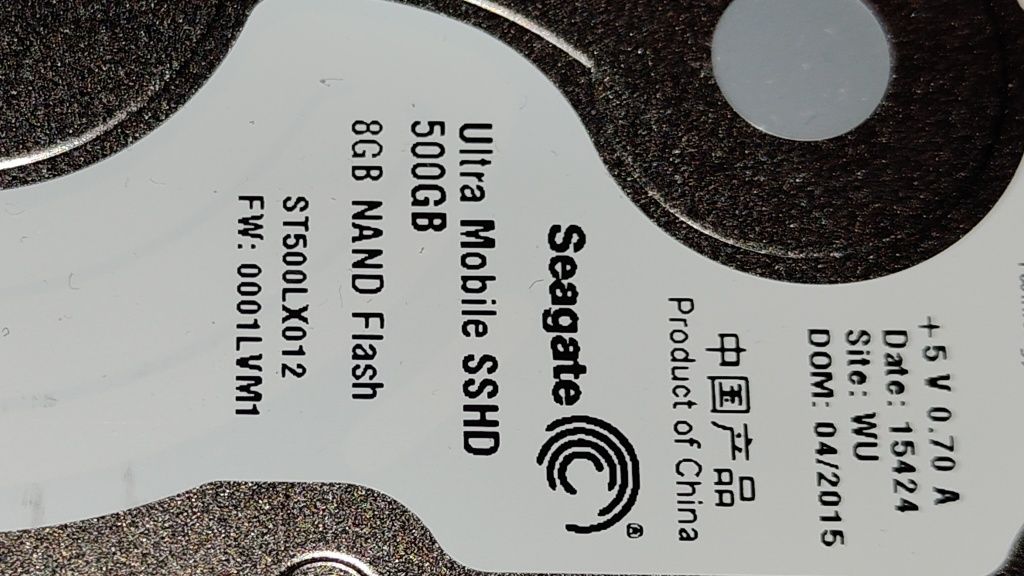 +5 V 0.70 A
Date: 15424
Site: WU
DOM: 04/2015
中国产品
Product of China
Seagate
Ultra Mobile SSHD
500GB
8GB NAND Flash
ST500LX012
FW: 0001LVM1